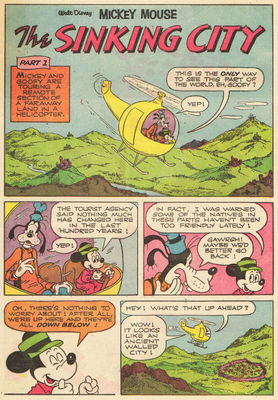 Walt Disney MICKEY MOUSE
The SINKING CITY
PART 1
MICKEY AND
GOOFY ARE
TOURING A
REMOTE
SECTION OF
A FARAWAY
LAND IN A
HELICOPTER.
THIS IS THE ONLY WAY
TO SEE THIS PART OF
THE WORLD, EH, GOOFY?
YEP!
THE TOURIST AGENCY
SAID NOTHING MUCH
HAS CHANGED HERE
IN THE LAST
HUNDRED YEARS!
YEP!
IN FACT, I WAS WARNED
SOME OF THE NATIVES IN
THESE PARTS HAVEN'T BEEN
TOO FRIENDLY LATELY!
GAWRSH!
MAYBE WE'D
BETTER GO
BACK!
OH, THERE'S NOTHING TO
WORRY ABOUT! AFTER ALL,
WE'RE UP HERE AND THEY'RE
ALL DOWN BELOW!
HEY! WHAT'S THAT UP AHEAD?
WOW! IT
LOOKS LIKE
AN ANCIENT
WALLED
CITY!